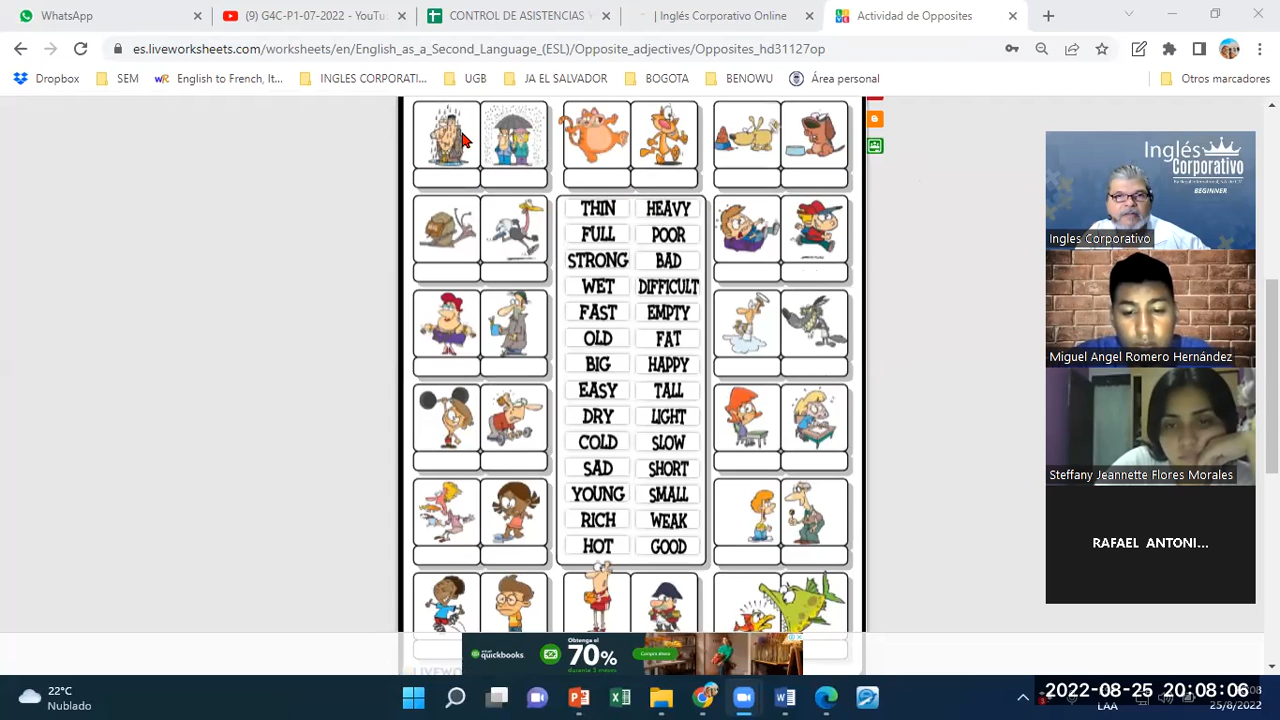 WhatsApp
(9) G4C-P1-07-2022 - YouTu
CONTROL DE ASISTENCIAS Y
| Inglés Corporativo Online
Actividad de Opposites
es.liveworksheets.com/worksheets/en/English_as_a_Second_Language_(ESL)/Opposite_adjectives/Opposites_hd31127op
Dropbox
SEM
English to French, It...
INGLES CORPORATI...
UGB
JA EL SALVADOR
BOGOTA
BENOWU
Área personal
Otros marcadores
THIN HEAVY
FULL POOR
STRONG BAD
WET DIFFICULT
FAST EMPTY
OLD FAT
BIG HAPPY
EASY TALL
DRY LIGHT
COLD SLOW
SAD SHORT
YOUNG SMALL
RICH WEAK
HOT GOOD
Inglés
Corporativo
BEGINNER
Ingles Corporativo
Miguel Angel Romero Hernández
Steffany Jeannette Flores Morales
RAFAEL ANTONI...
quickbooks.
Obtenga el
70%
Compre ahora
22°C
Nublado
2022-08-25 20:08:06
LAA
25/8/2022